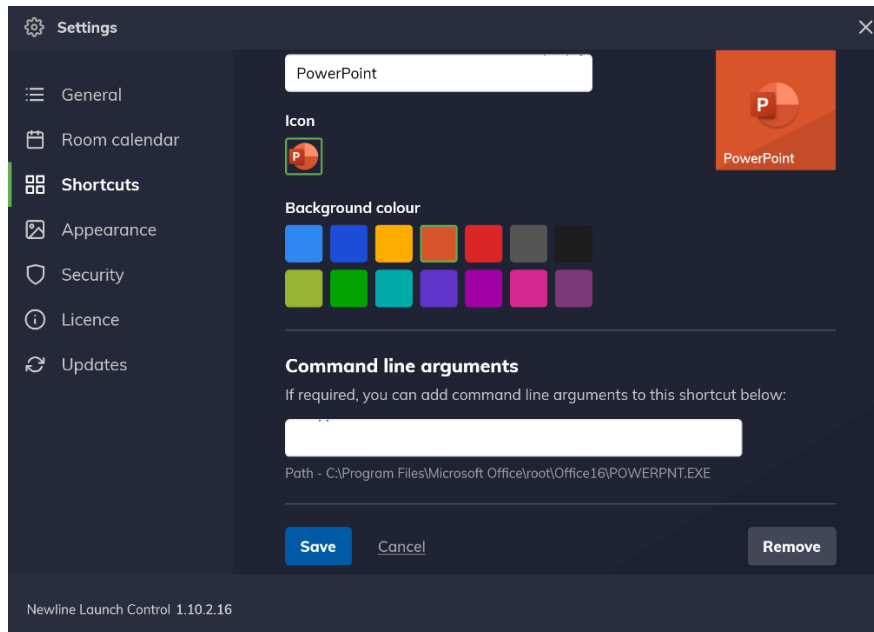 Settings
General
Room calendar
Shortcuts
Appearance
Security
Licence
Updates
PowerPoint
Icon
P
P
PowerPoint
Background colour
Command line arguments
If required, you can add command line arguments to this shortcut below:
Path - C:\Program Files\Microsoft Office\root\Office16\POWERPNT.EXE
Save
Cancel
Remove
Newline Launch Control 1.10.2.16